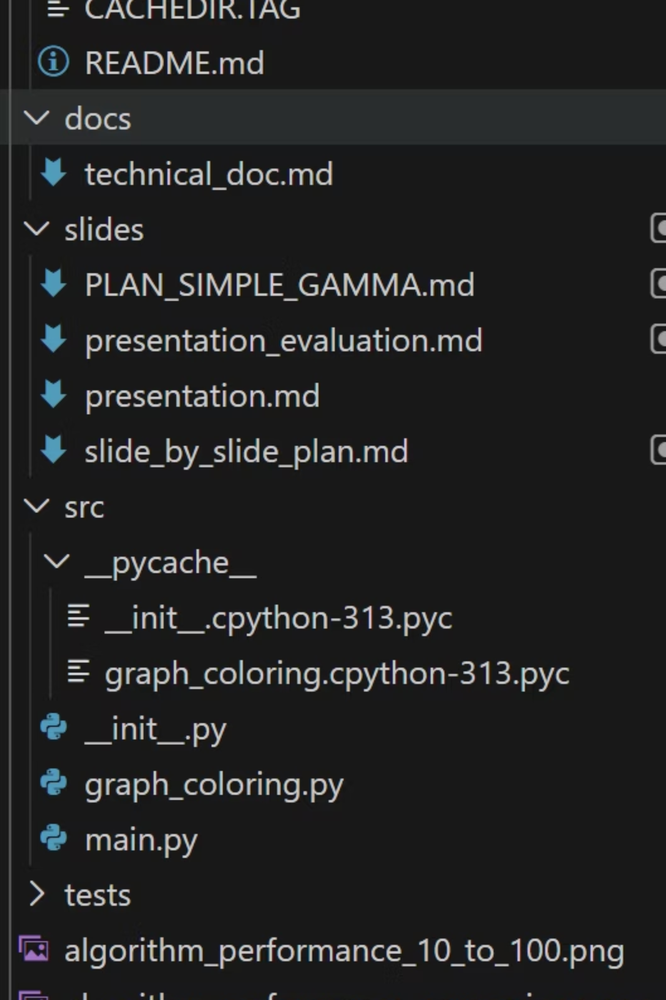 CACHEDIR.TAG
README.md
docs
technical_doc.md
slides
PLAN_SIMPLE_GAMMA.md
presentation_evaluation.md
presentation.md
slide_by_slide_plan.md
src
__pycache__
__init__.cpython-313.pyc
graph_coloring.cpython-313.pyc
__init__.py
graph_coloring.py
main.py
tests
algorithm_performance_10_to_100.png